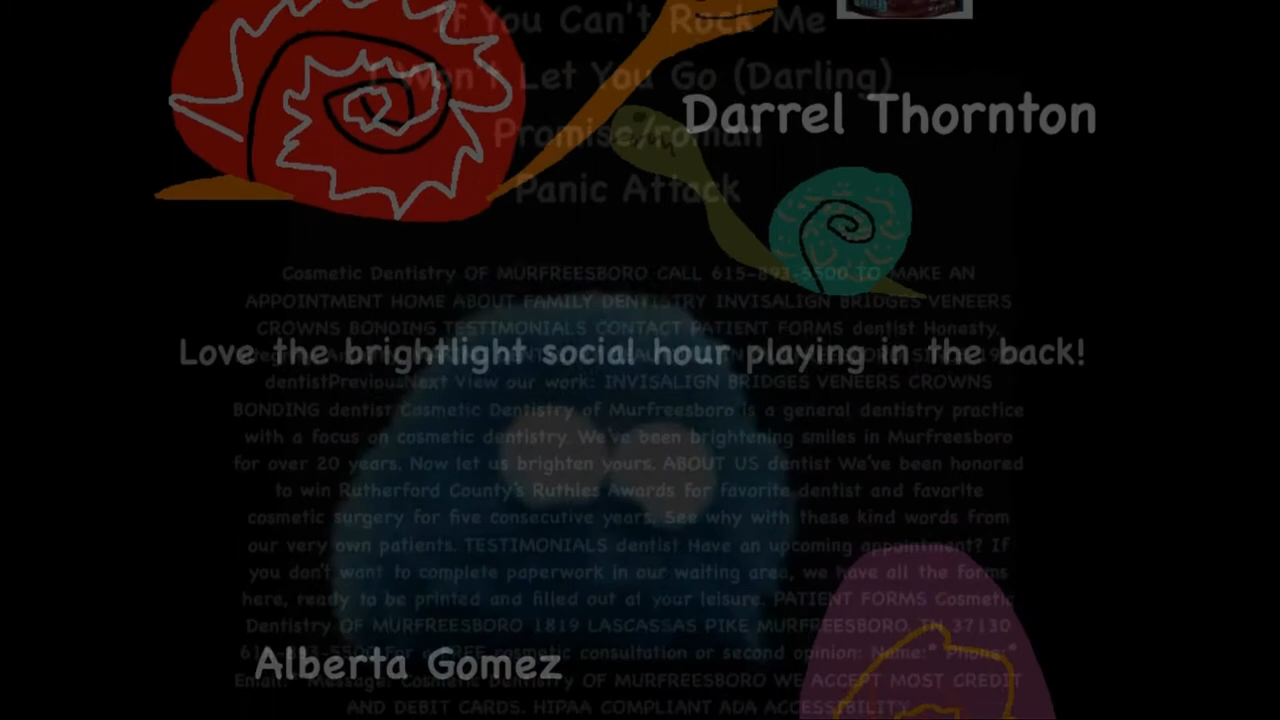 If You Can't Rock Me
I Won't Let You Go (Darling)
Darrel Thornton
Promise/roman
Panic Attack
Cosmetic Dentistry OF MURFREESBORO CALL 615-893-5500 TO MAKE AN
APPOINTMENT HOME ABOUT FAMILY DENTISTRY INVISALIGN BRIDGES VENEERS
CROWNS BONDING TESTIMONIALS CONTACT PATIENT FORMS dentist Honesty.
Love the brightlight social hour playing in the back!
dentistPreviousNext View our work: INVISALIGN BRIDGES VENEERS CROWNS
BONDING dentist Cosmetic Dentistry of Murfreesboro is a general dentistry practice
with a focus on cosmetic dentistry. We've been brightening smiles in Murfreesboro
for over 20 years. Now let us brighten yours. ABOUT US dentist We've been honored
to win Rutherford County's Ruthies Awards for favorite dentist and favorite
cosmetic surgery for five consecutive years. See why with these kind words from
our very own patients. TESTIMONIALS dentist Have an upcoming appointment? If
you don't want to complete paperwork in our waiting area, we have all the forms
here, ready to be printed and filled out at your leisure. PATIENT FORMS Cosmetic
Dentistry OF MURFREESBORO 1819 LASCASSAS PIKE MURFREESBORO, TN 37130
For a FREE cosmetic consultation or second opinion: Name:* Phone:*
Alberta Gomez
Email: Message: Cosmetic Dentistry OF MURFREESBORO WE ACCEPT MOST CREDIT
AND DEBIT CARDS. HIPAA COMPLIANT ADA ACCESSIBILITY